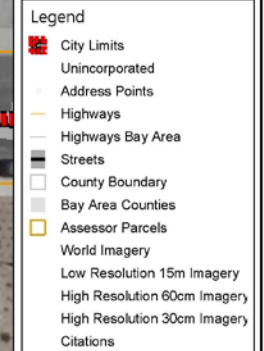 Legend
City Limits
Unincorporated
Address Points
Highways
Highways Bay Area
Streets
County Boundary
Bay Area Counties
Assessor Parcels
World Imagery
Low Resolution 15m Imagery
High Resolution 60cm Imagery
High Resolution 30cm Imagery
Citations